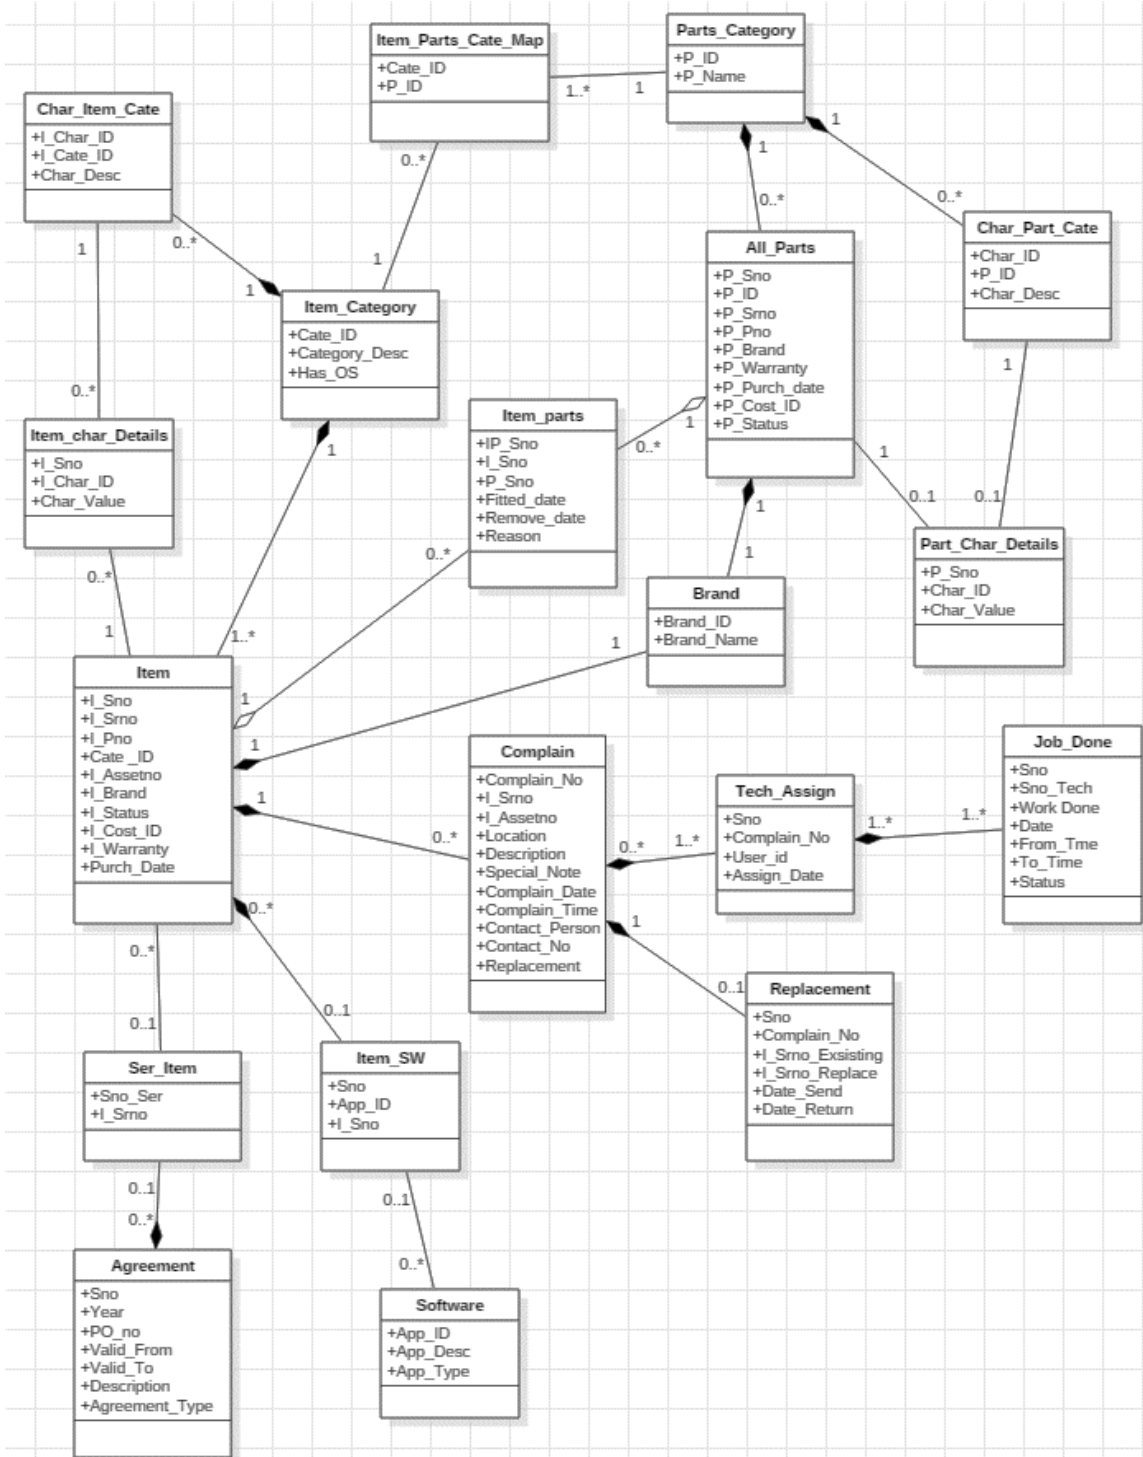 Item_Parts_Cate_Map
+Cate_ID
+P_ID
Parts_Category
+P_ID
+P_Name
1..*
1
1
1
0..*
0..*
Char_Item_Cate
+I_Char_ID
+I_Cate_ID
+Char_Desc
0..*
1
1
0..*
1
0..*
Item_Category
+Cate_ID
+Category_Desc
+Has_OS
1
All_Parts
+P_Sno
+P_ID
+P_Srno
+P_Pno
+P_Brand
+P_Warranty
+P_Purch_date
+P_Cost_ID
+P_Status
Char_Part_Cate
+Char_ID
+P_ID
+Char_Desc
1
Item_char_Details
+I_Sno
+I_Char_ID
+Char_Value
Item_parts
+IP_Sno
+I_Sno
+P_Sno
+Fitted_date
+Remove_date
+Reason
1
0..*
1
0..1
0..1
1
1
0..*
0..*
1
1..*
Part_Char_Details
+P_Sno
+Char_ID
+Char_Value
Brand
+Brand_ID
+Brand_Name
1
1
1
Item
+I_Sno
+I_Srno
+I_Pno
+Cate _ID
+I_Assetno
+I_Brand
+I_Status
+I_Cost_ID
+I_Warranty
+Purch_Date
1
0..*
Complain
+Complain_No
+I_Srno
+I_Assetno
+Location
+Description
+Special_Note
+Complain_Date
+Complain_Time
+Contact_Person
+Contact_No
+Replacement
0..*
1..*
Tech_Assign
+Sno
+Complain_No
+User_id
+Assign_Date
1..*
1..*
Job_Done
+Sno
+Sno_Tech
+Work Done
+Date
+From_Tme
+To_Time
+Status
1
0..1
Replacement
+Sno
+Complain_No
+I_Srno_Exsisting
+I_Srno_Replace
+Date_Send
+Date_Return
0..*
0..1
0..*
0..1
Ser_Item
+Sno_Ser
+I_Srno
Item_SW
+Sno
+App_ID
+I_Sno
0..1
0..*
0..1
0..*
Agreement
+Sno
+Year
+PO_no
+Valid_From
+Valid_To
+Description
+Agreement_Type
Software
+App_ID
+App_Desc
+App_Type